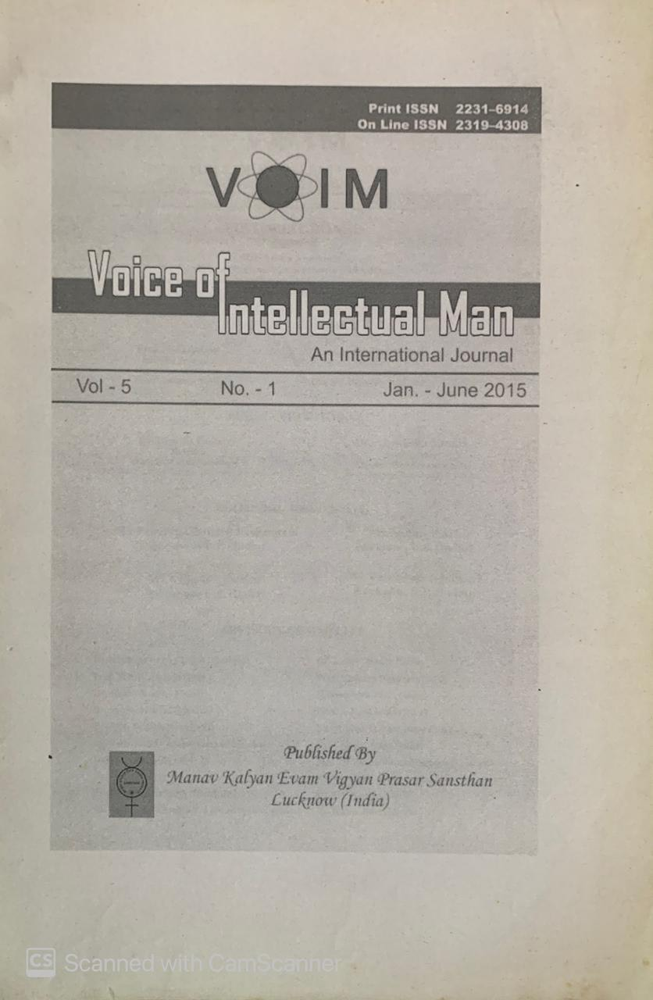 Print ISSN 2231-6914
On Line ISSN 2319-4308
V IM
Voice of
Intellectual Man
An International Journal
Vol - 5 No. - 1 Jan. - June 2015
Published By
Manav Kalyan Evam Vigyan Prasar Sansthan
Lucknow (India)
CS Scanned with CamScanner